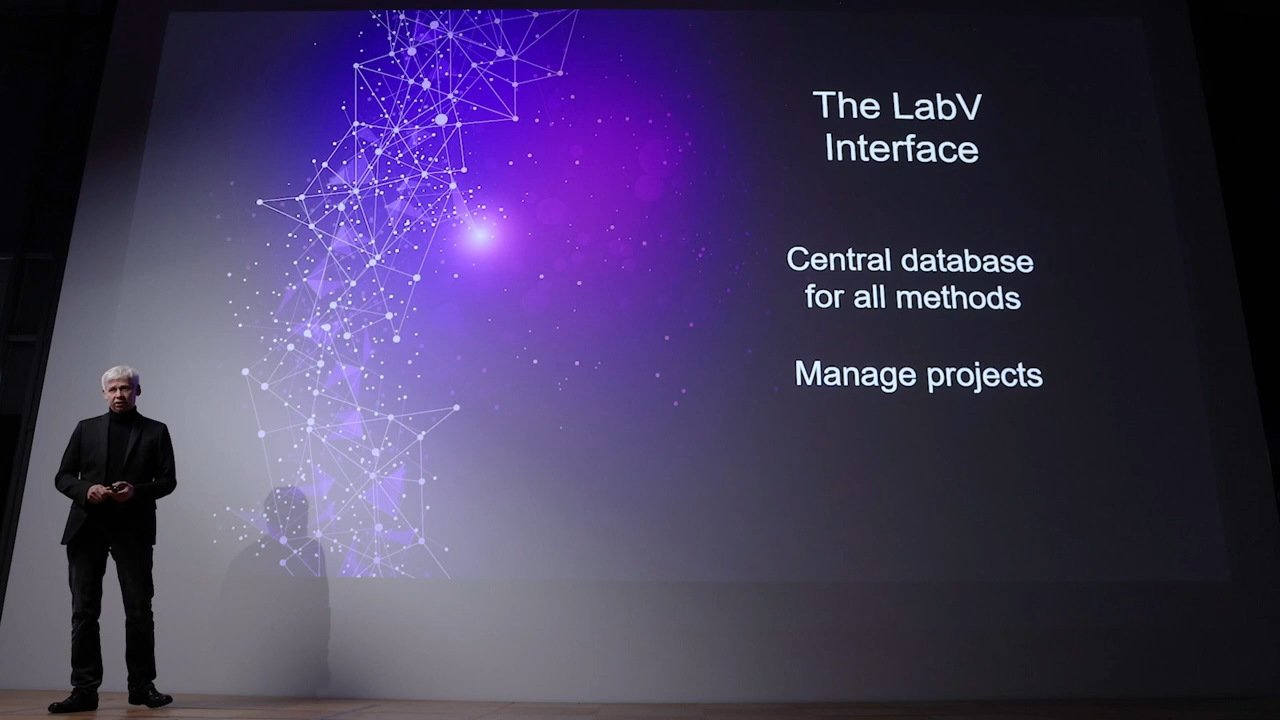 The LabV
Interface
Central database
for all methods
Manage projects